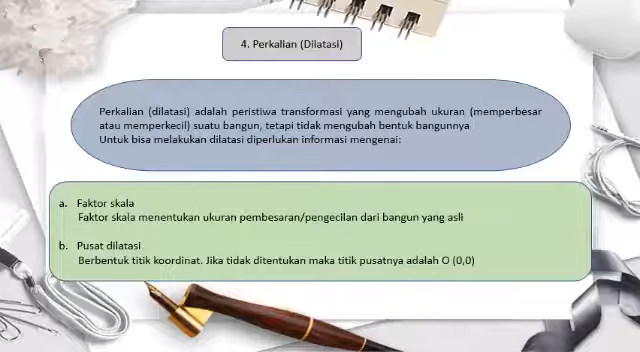 4. Perkalian (Dilatasi)
Perkalian (dilatasi) adalah peristiwa transformasi yang mengubah ukuran (memperbesar
atau memperkecil) suatu bangun, tetapi tidak mengubah bentuk bangunnya
Untuk bisa melakukan dilatasi diperlukan informasi mengenai:
a. Faktor skala
Faktor skala menentukan ukuran pembesaran/pengecilan dari bangun yang asli
b. Pusat dilatasi
Berbentuk titik koordinat. Jika tidak ditentukan maka titik pusatnya adalah O (0,0)